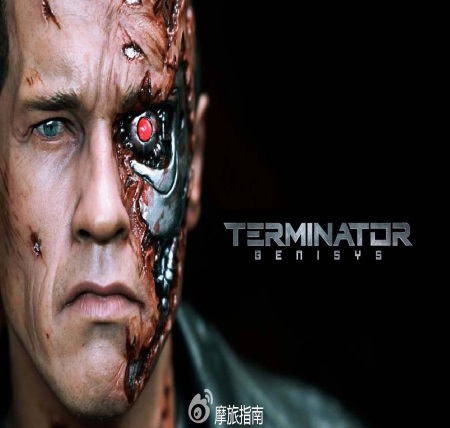 TERMINATOR
GENISYS
摩旅指南